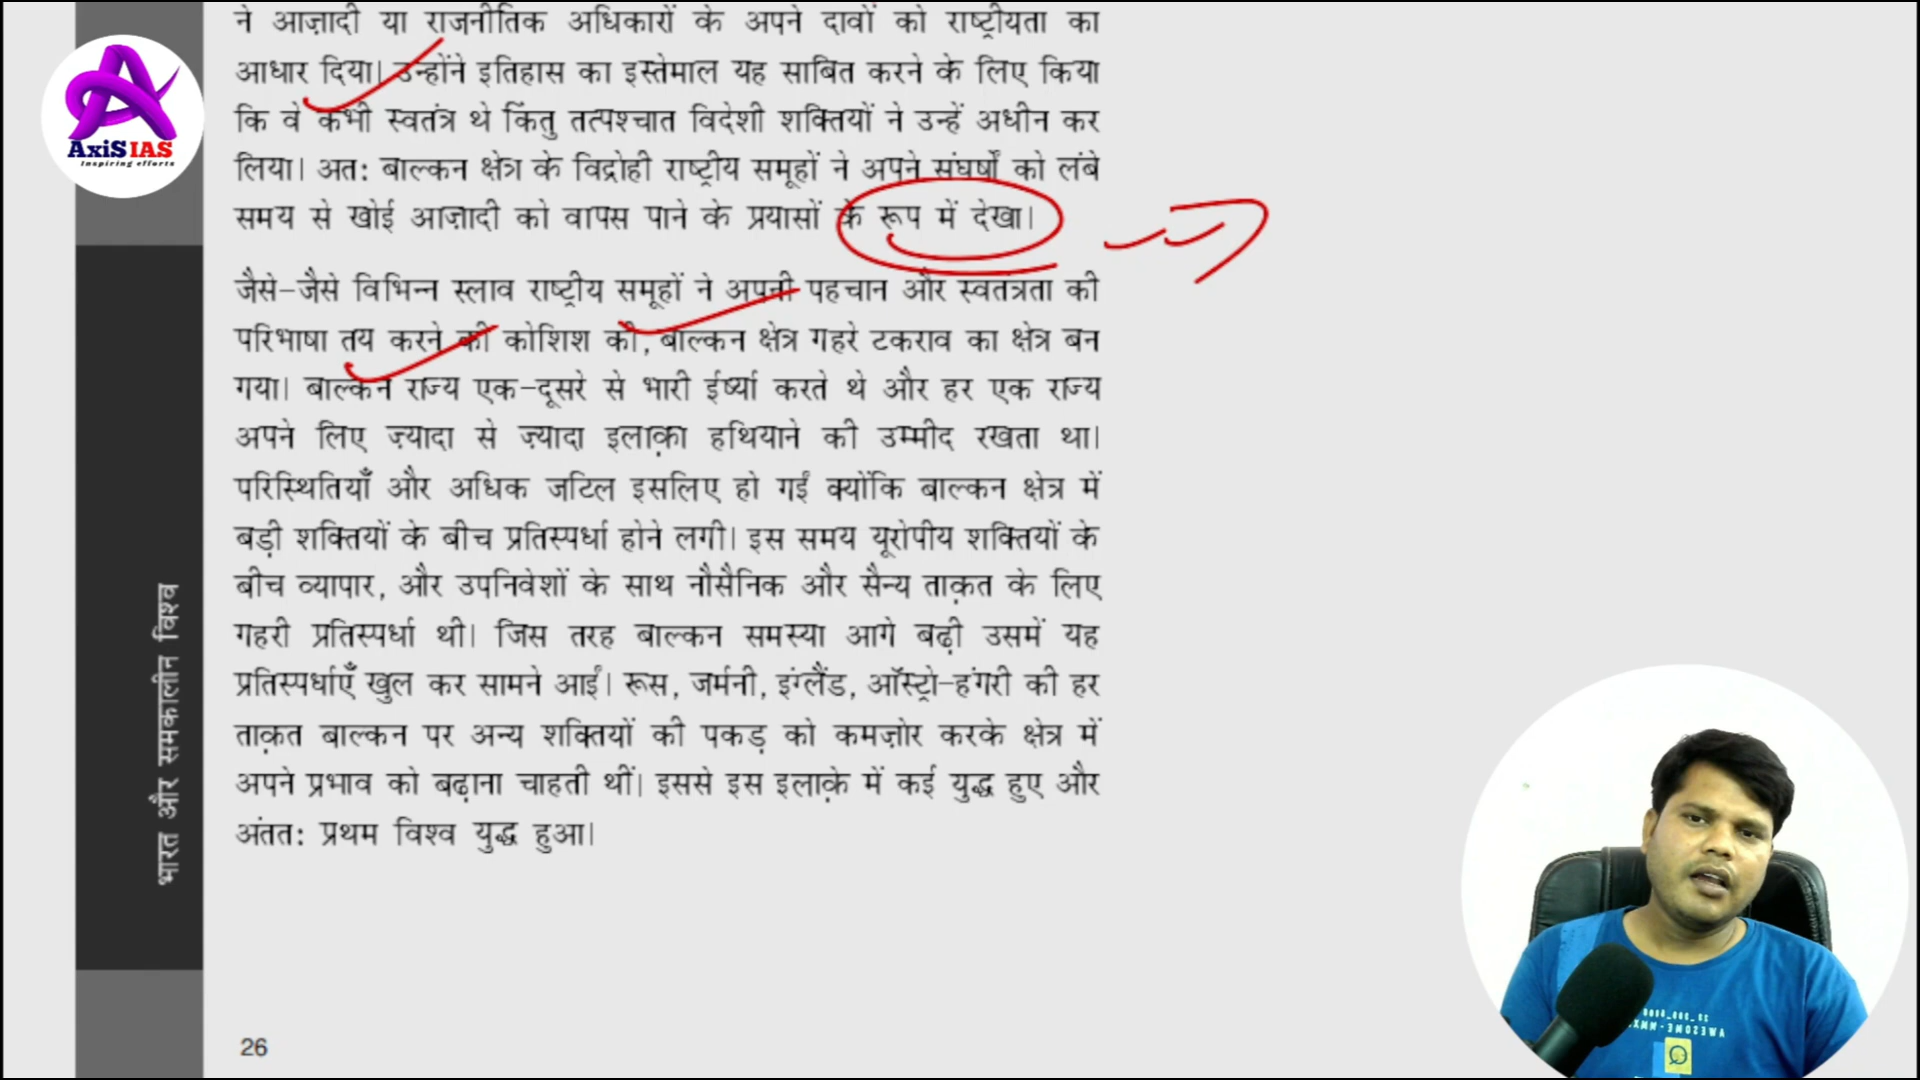 ने आज़ादी या राजनीतिक अधिकारों के अपने दावों को राष्ट्रीयता का
आधार दिया। उन्होंने इतिहास का इस्तेमाल यह साबित करने के लिए किया
कि वे कभी स्वतंत्र थे किंतु तत्पश्चात विदेशी शक्तियों ने उन्हें अधीन कर
लिया। अतः बाल्कन क्षेत्र के विद्रोही राष्ट्रीय समूहों ने अपने संघर्षों को लंबे
समय से खोई आज़ादी को वापस पाने के प्रयासों के रूप में देखा।
जैसे-जैसे विभिन्न स्लाव राष्ट्रीय समूहों ने अपनी पहचान और स्वतंत्रता की
परिभाषा तय करने की कोशिश की, बाल्कन क्षेत्र गहरे टकराव का क्षेत्र बन
गया। बाल्कन राज्य एक-दूसरे से भारी ईर्ष्या करते थे और हर एक राज्य
अपने लिए ज़्यादा से ज़्यादा इलाक़ा हथियाने की उम्मीद रखता था।
परिस्थितियाँ और अधिक जटिल इसलिए हो गईं क्योंकि बाल्कन क्षेत्र में
बड़ी शक्तियों के बीच प्रतिस्पर्धा होने लगी। इस समय यूरोपीय शक्तियों के
बीच व्यापार, और उपनिवेशों के साथ नौसैनिक और सैन्य ताक़त के लिए
गहरी प्रतिस्पर्धा थी। जिस तरह बाल्कन समस्या आगे बढ़ी उसमें यह
प्रतिस्पर्धाएँ खुल कर सामने आईं। रूस, जर्मनी, इंग्लैंड, ऑस्ट्रो-हंगरी की हर
ताक़त बाल्कन पर अन्य शक्तियों की पकड़ को कमज़ोर करके क्षेत्र में
अपने प्रभाव को बढ़ाना चाहती थीं। इससे इस इलाक़े में कई युद्ध हुए और
अंततः प्रथम विश्व युद्ध हुआ।
26
भारत और समकालीन विश्व
AxiS IAS
Inspiring efforts